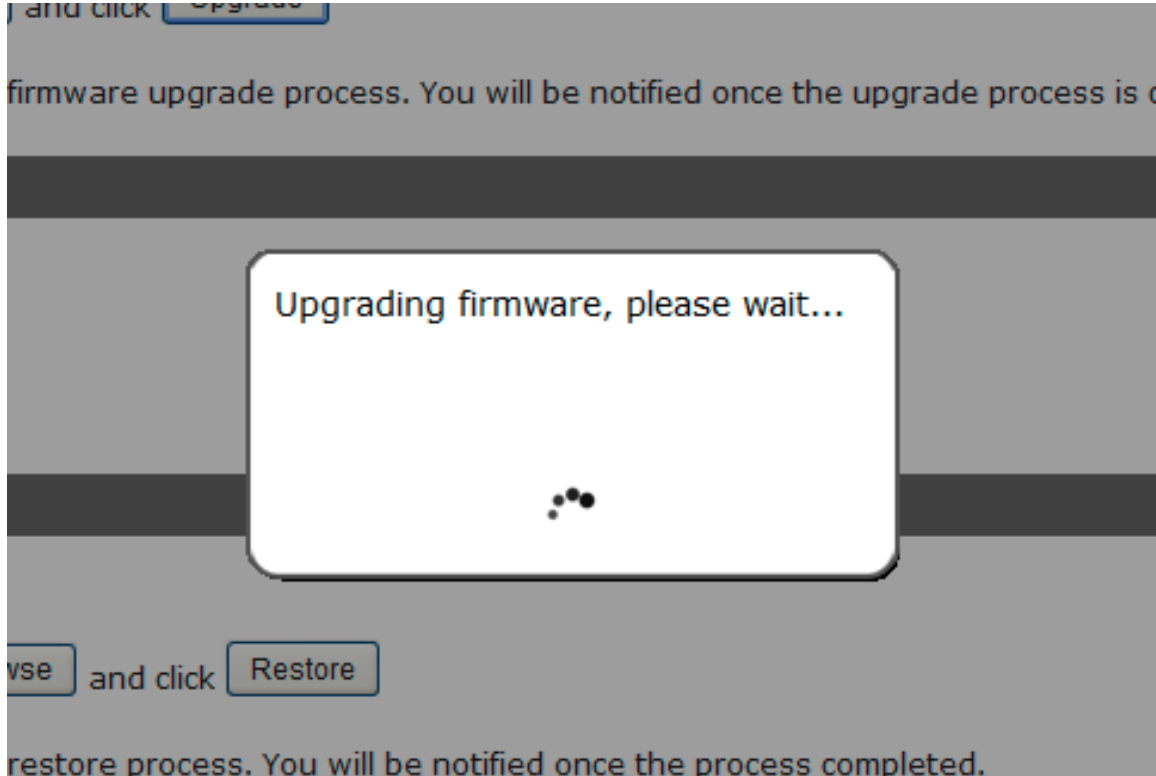 and click Upgrade
firmware upgrade process. You will be notified once the upgrade process is
Upgrading firmware, please wait...
and click Restore
restore process. You will be notified once the process completed.